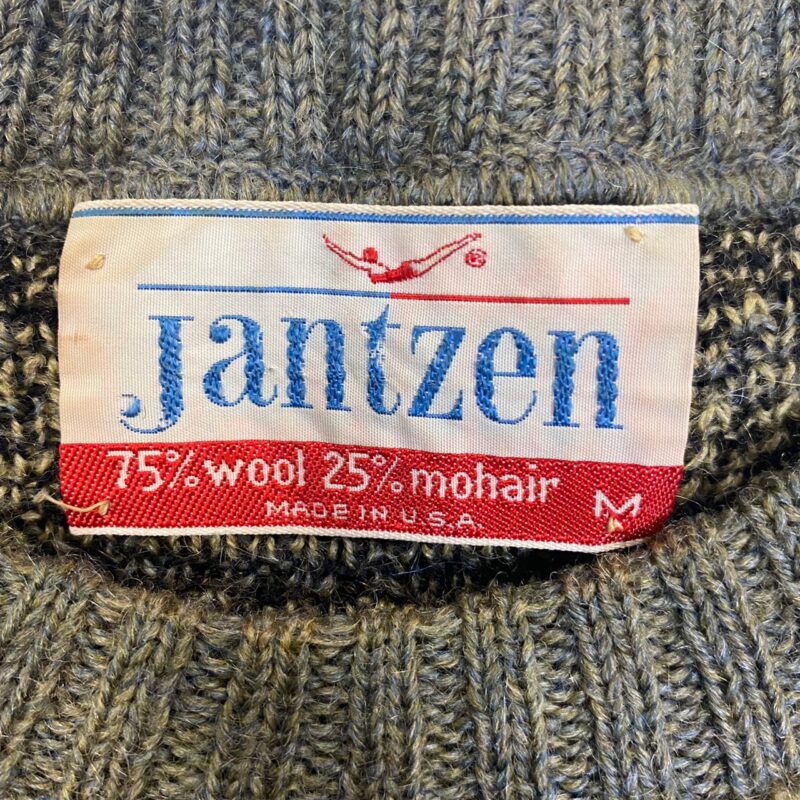 Jantzen
75% wool 25% mohair
MADE IN U.S.A.
M